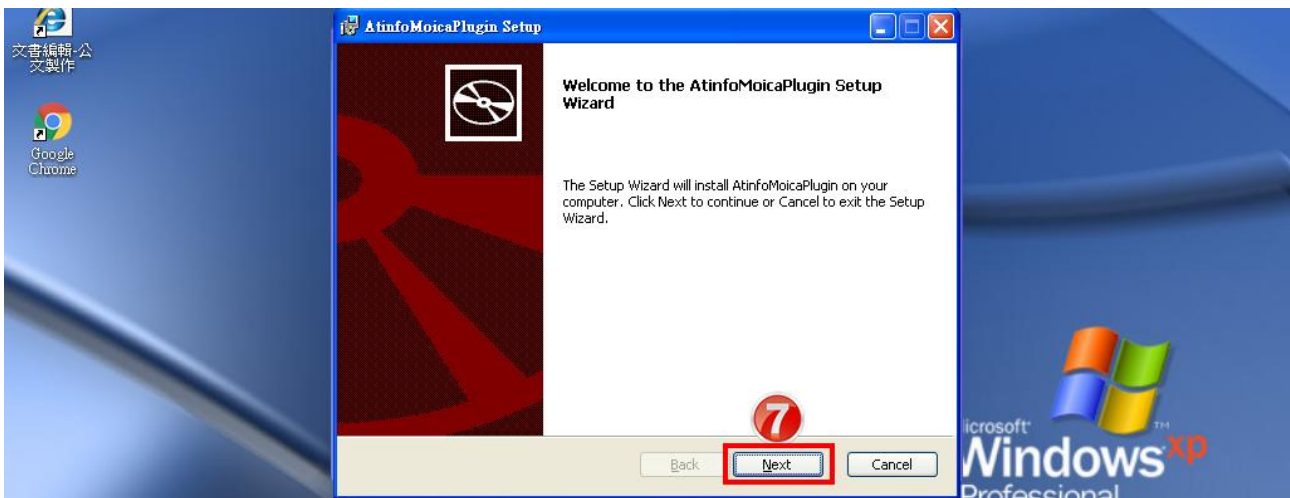 文書編輯-公
文製作
Google
Chrome
AtinfoMoicaPlugin Setup
Welcome to the AtinfoMoicaPlugin Setup
Wizard
The Setup Wizard will install AtinfoMoicaPlugin on your
computer. Click Next to continue or Cancel to exit the Setup
Wizard.
7
Back
Next
Cancel
icrosoft
TM
Windows xp
Professional